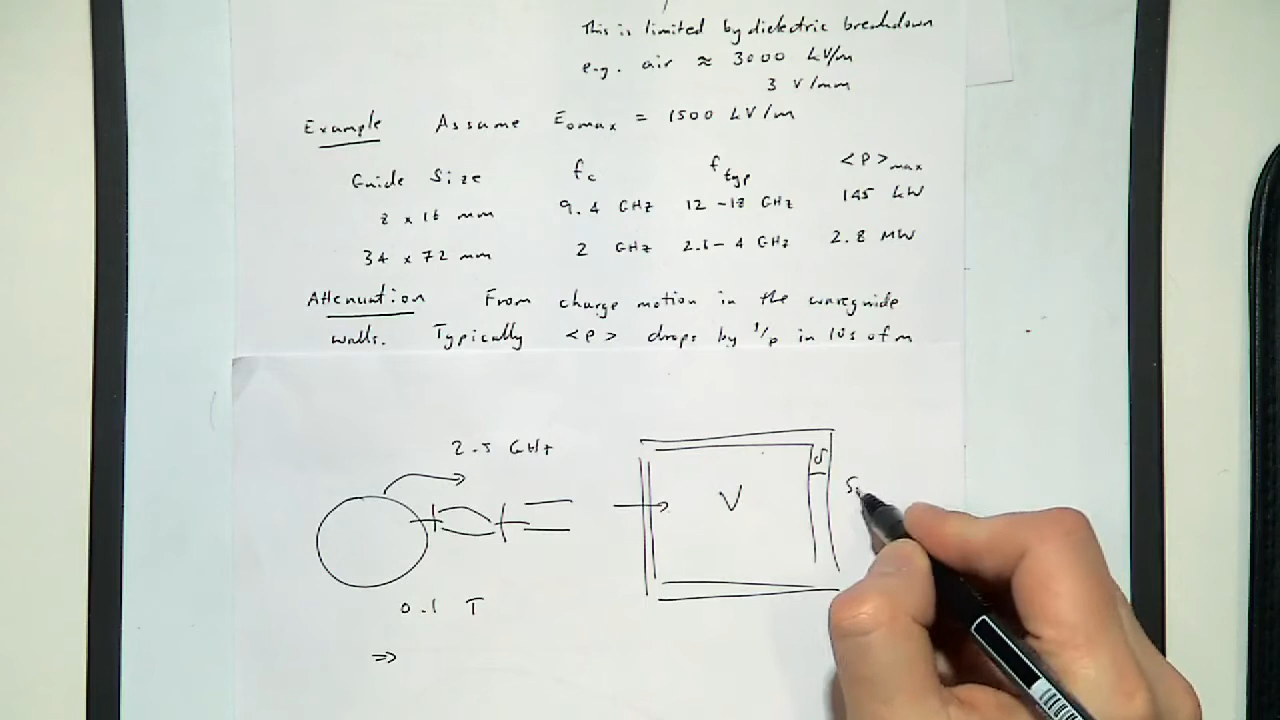 This is limited by dielectric breakdown
e.g. air ≈ 3000 kV/m
3 V/mm
Example Assume E0max = 1500 kV/m
Guide Size fc ftyp <P>max
8 x 16 mm 9.4 GHz 12 - 18 GHz 145 kW
34 x 72 mm 2 GHz 2.6 - 4 GHz 2.8 MW
Attenuation From charge motion in the waveguide
walls. Typically <P> drops by 1/e in 10s of m
2.5 GHz
δ
V
S
0.1 T
⇒